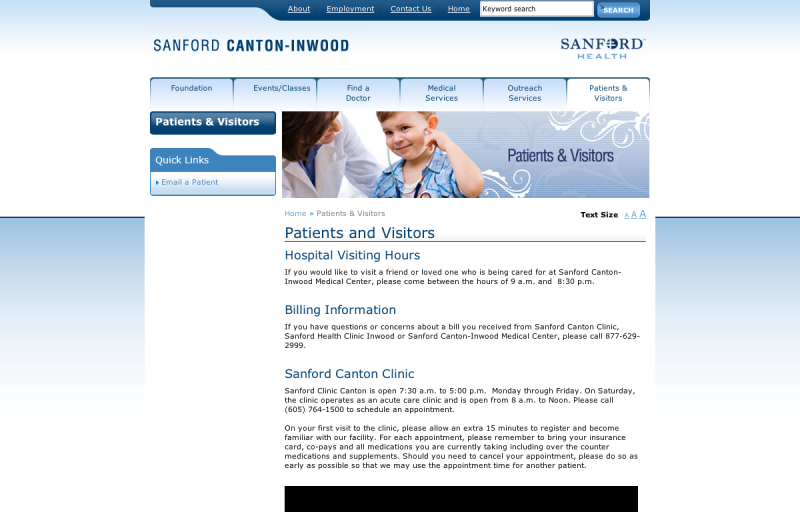 About Employment Contact Us Home Keyword search SEARCH
SANFORD CANTON-INWOOD
SANFORD
HEALTH
Foundation Events/Classes Find a Doctor Medical Services Outreach Services Patients & Visitors
Patients & Visitors
Quick Links
Email a Patient
Patients & Visitors
Home » Patients & Visitors
Text Size A A A
Patients and Visitors
Hospital Visiting Hours
If you would like to visit a friend or loved one who is being cared for at Sanford Canton-
Inwood Medical Center, please come between the hours of 9 a.m. and 8:30 p.m.
Billing Information
If you have questions or concerns about a bill you received from Sanford Canton Clinic,
Sanford Health Clinic Inwood or Sanford Canton-Inwood Medical Center, please call 877-629-
2999.
Sanford Canton Clinic
Sanford Clinic Canton is open 7:30 a.m. to 5:00 p.m. Monday through Friday. On Saturday,
the clinic operates as an acute care clinic and is open from 8 a.m. to Noon. Please call
(605) 764-1500 to schedule an appointment.
On your first visit to the clinic, please allow an extra 15 minutes to register and become
familiar with our facility. For each appointment, please remember to bring your insurance
card, co-pays and all medications you are currently taking including over the counter
medications and supplements. Should you need to cancel your appointment, please do so as
early as possible so that we may use the appointment time for another patient.